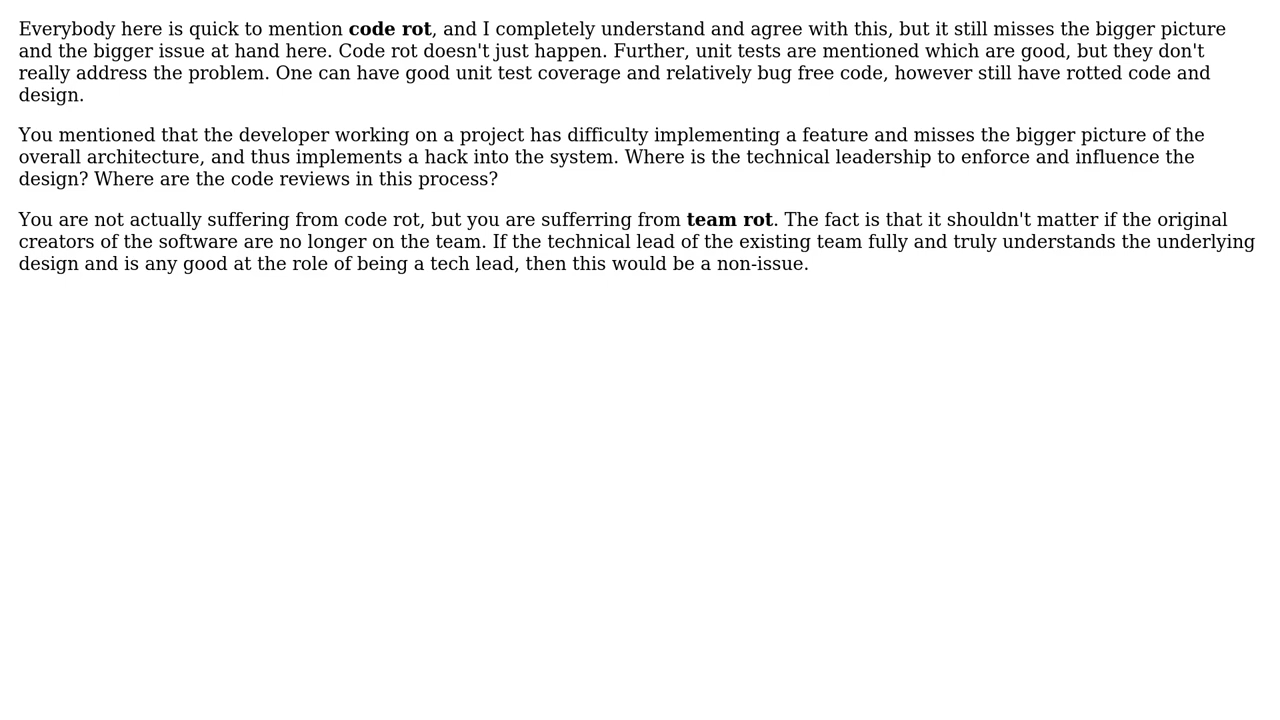 Everybody here is quick to mention code rot, and I completely understand and agree with this, but it still misses the bigger picture
and the bigger issue at hand here. Code rot doesn't just happen. Further, unit tests are mentioned which are good, but they don't
really address the problem. One can have good unit test coverage and relatively bug free code, however still have rotted code and
design.
You mentioned that the developer working on a project has difficulty implementing a feature and misses the bigger picture of the
overall architecture, and thus implements a hack into the system. Where is the technical leadership to enforce and influence the
design? Where are the code reviews in this process?
You are not actually suffering from code rot, but you are sufferring from team rot. The fact is that it shouldn't matter if the original
creators of the software are no longer on the team. If the technical lead of the existing team fully and truly understands the underlying
design and is any good at the role of being a tech lead, then this would be a non-issue.